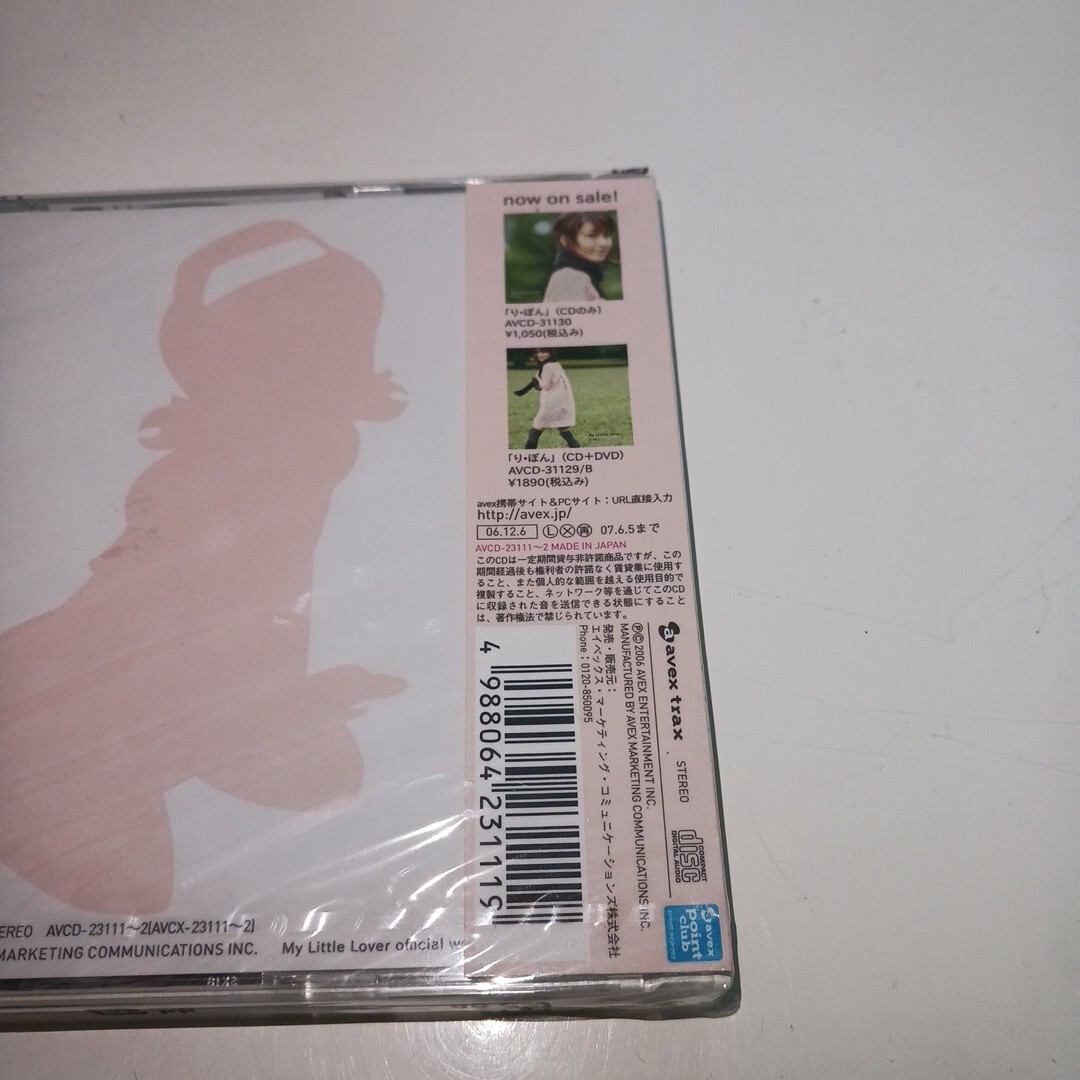 now on sale!
「り・ぼん」(CDのみ)
AVCD-31130
¥1,050(税込み)
「り・ぼん」(CD+DVD)
AVCD-31129/B
¥1890(税込み)
avex携帯サイト&PCサイト:URL直接入力
http://avex.jp/
06.12.6 Ⓛ Ⓧ 再 07.6.5まで
AVCD-23111〜2 MADE IN JAPAN
このCDは一定期間貸与非許諾商品ですが、この
期間経過後も権利者の許諾なく賃貸業に使用す
ること、また個人的な範囲を越える使用目的で
複製すること、ネットワーク等を通じてこのCD
に収録された音を送信できる状態にすること
は、著作権法で禁じられています。
avex trax
STEREO
COMPACT
disc
DIGITAL AUDIO
Ⓟ© 2006 AVEX ENTERTAINMENT INC.
MANUFACTURED BY AVEX MARKETING COMMUNICATIONS INC.
発売・販売元:
エイベックス・マーケティング・コミュニケーションズ株式会社
Phone:0120-850095
4 988064 231119
avex
point
club
EREO AVCD-23111〜2[AVCX-23111〜2]
MARKETING COMMUNICATIONS INC. My Little Lover official w